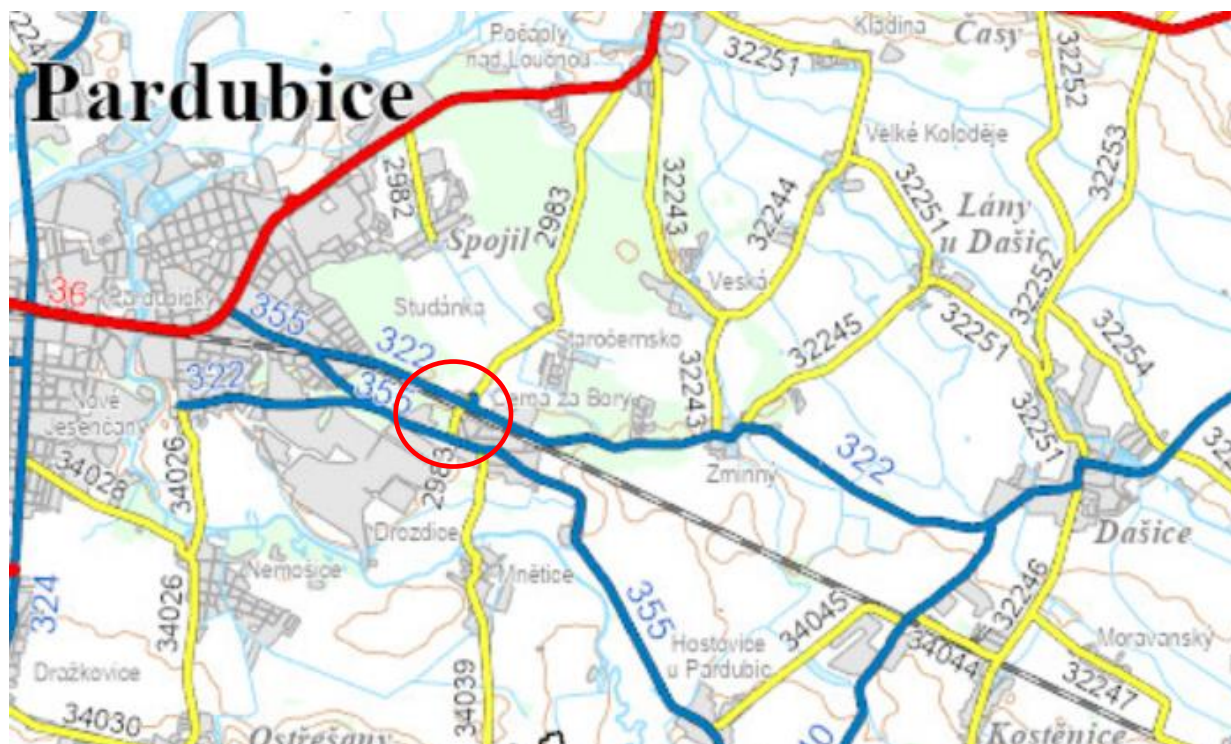 32251
Kladina
Časy
Počaply
nad Loučnou
32252
32253
Pardubice
Velké Koloděje
2982
2983
32243
32244
32251
Lány
u Dašic
Spojil
Veská
32252
36
355
Studánka
Staročernsko
32245
32251
32254
322
322
355
Černá za Bory
32243
Nové
Jesenčany
34026
34028
2983
Zminný
322
32251
Drozdice
Dašice
Nemošice
Mnětice
324
34026
355
34045
32246
Hostovice
u Pardubic
34044
Moravanský
Dražkovice
34039
32247
34030
Ostřešany
Kostěnice